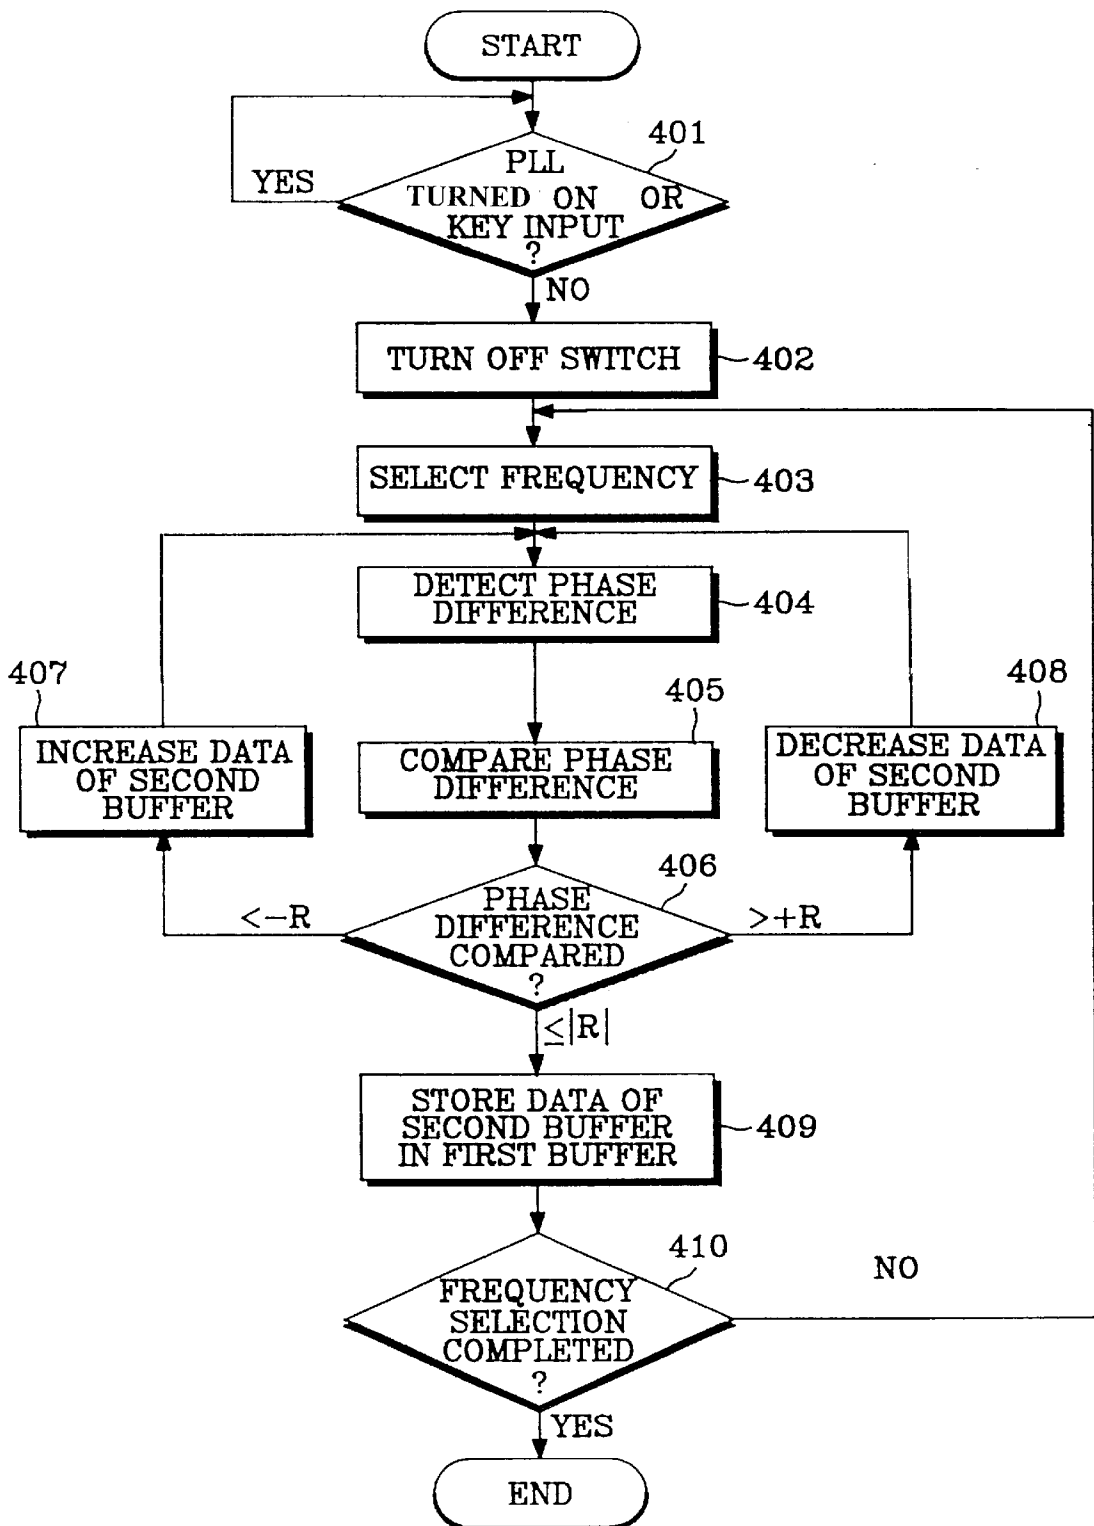 START
401
PLL
TURNED ON OR
KEY INPUT
?
YES
NO
TURN OFF SWITCH
402
SELECT FREQUENCY
403
DETECT PHASE
DIFFERENCE
404
407
INCREASE DATA
OF SECOND
BUFFER
405
COMPARE PHASE
DIFFERENCE
408
DECREASE DATA
OF SECOND
BUFFER
406
PHASE
DIFFERENCE
COMPARED
?
<-R
>+R
≤|R|
STORE DATA OF
SECOND BUFFER
IN FIRST BUFFER
409
410
FREQUENCY
SELECTION
COMPLETED
?
NO
YES
END